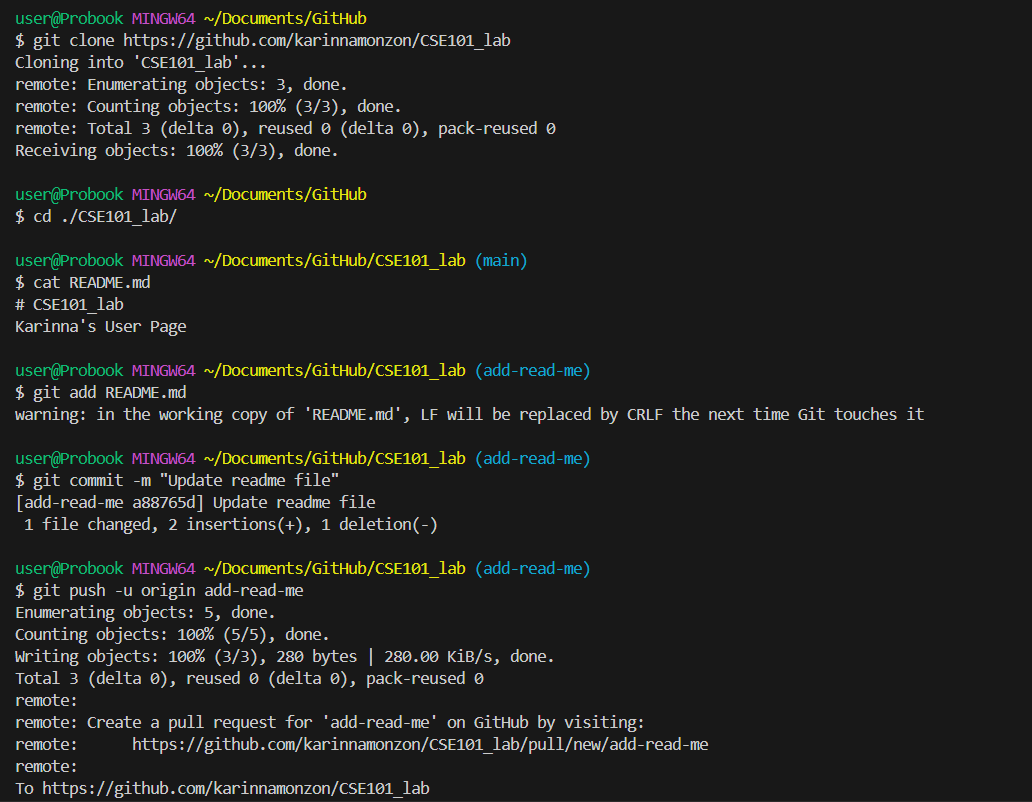 user@Probook MINGW64 ~/Documents/GitHub
$ git clone https://github.com/karinnamonzon/CSE101_lab
Cloning into 'CSE101_lab'...
remote: Enumerating objects: 3, done.
remote: Counting objects: 100% (3/3), done.
remote: Total 3 (delta 0), reused 0 (delta 0), pack-reused 0
Receiving objects: 100% (3/3), done.

user@Probook MINGW64 ~/Documents/GitHub
$ cd ./CSE101_lab/

user@Probook MINGW64 ~/Documents/GitHub/CSE101_lab (main)
$ cat README.md
# CSE101_lab
Karinna's User Page

user@Probook MINGW64 ~/Documents/GitHub/CSE101_lab (add-read-me)
$ git add README.md
warning: in the working copy of 'README.md', LF will be replaced by CRLF the next time Git touches it

user@Probook MINGW64 ~/Documents/GitHub/CSE101_lab (add-read-me)
$ git commit -m "Update readme file"
[add-read-me a88765d] Update readme file
 1 file changed, 2 insertions(+), 1 deletion(-)

user@Probook MINGW64 ~/Documents/GitHub/CSE101_lab (add-read-me)
$ git push -u origin add-read-me
Enumerating objects: 5, done.
Counting objects: 100% (5/5), done.
Writing objects: 100% (3/3), 280 bytes | 280.00 KiB/s, done.
Total 3 (delta 0), reused 0 (delta 0), pack-reused 0
remote:
remote: Create a pull request for 'add-read-me' on GitHub by visiting:
remote:      https://github.com/karinnamonzon/CSE101_lab/pull/new/add-read-me
remote:
To https://github.com/karinnamonzon/CSE101_lab